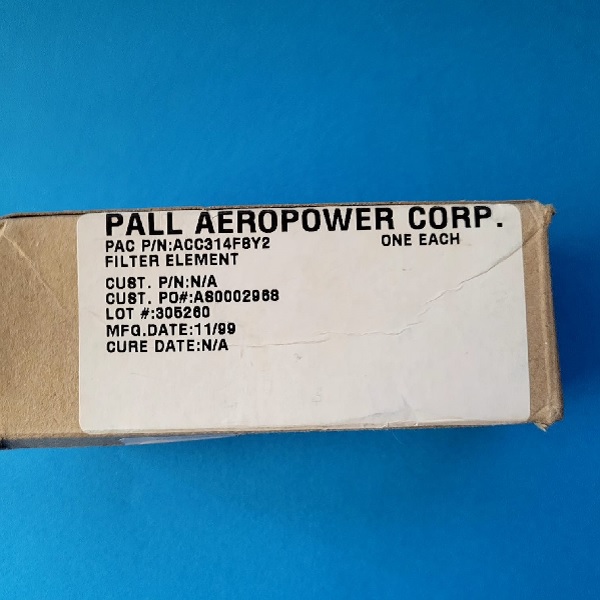 PALL AEROPOWER CORP.
PAC P/N:ACC314F8Y2 ONE EACH
FILTER ELEMENT
CUST. P/N:N/A
CUST. PO#:AS0002968
LOT #:305260
MFG.DATE:11/99
CURE DATE:N/A